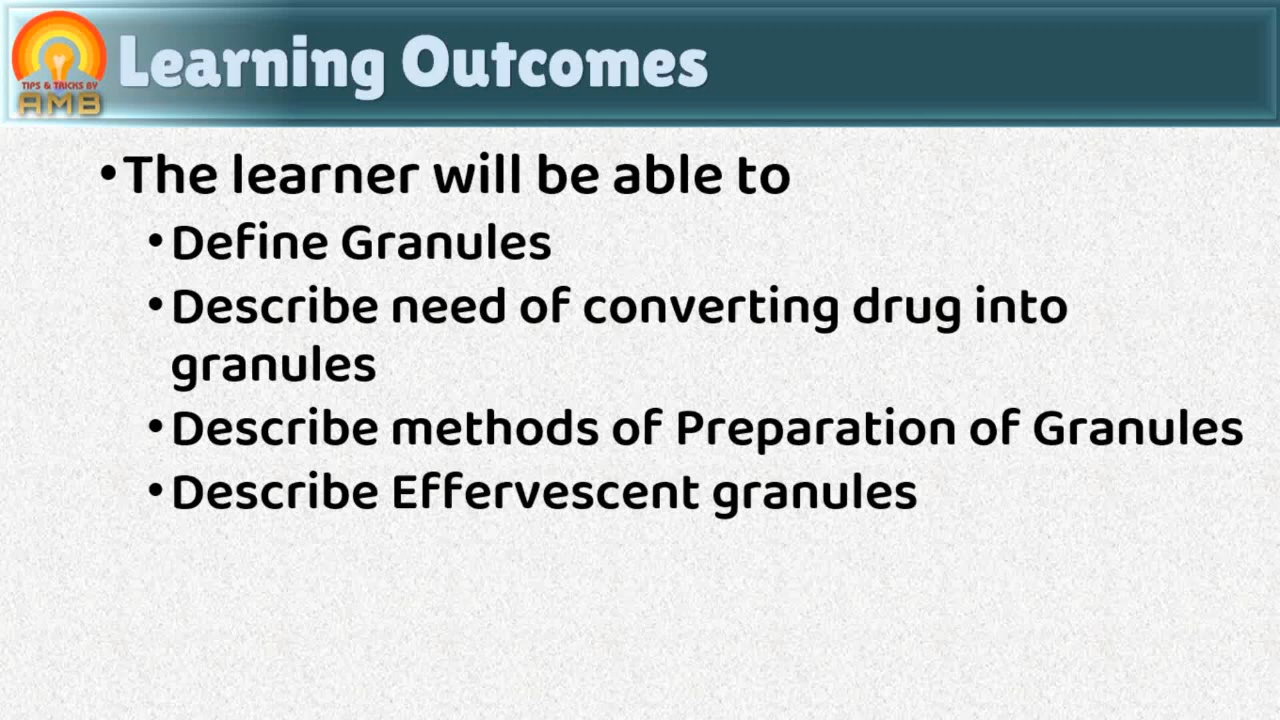 Learning Outcomes
TIPS & TRICKS BY
AMB
•The learner will be able to
•Define Granules
•Describe need of converting drug into
granules
•Describe methods of Preparation of Granules
•Describe Effervescent granules